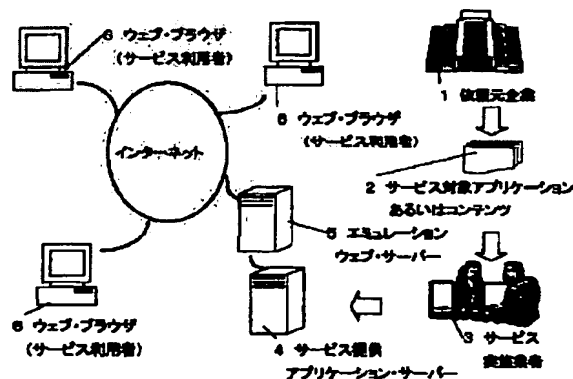 6 ウェブ・ブラウザ
(サービス利用者)
6 ウェブ・ブラウザ
(サービス利用者)
インターネット
1 依頼元企業
2 サービス対象アプリケーション
あるいはコンテンツ
5 エミュレーション
ウェブ・サーバー
6 ウェブ・ブラウザ
(サービス利用者)
4 サービス提供
アプリケーション・サーバー
3 サービス
実施業者